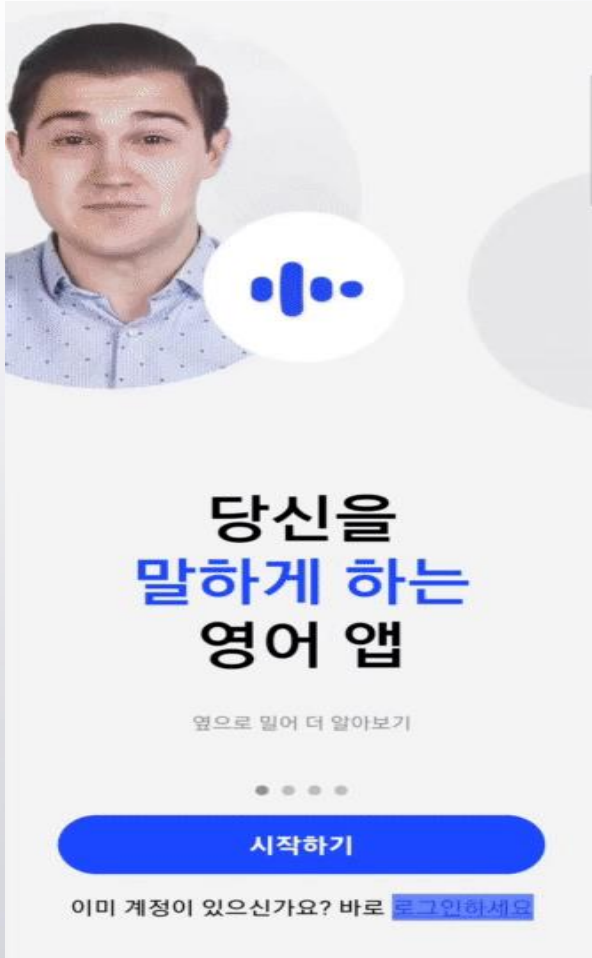 당신을
말하게 하는
영어 앱
옆으로 밀어 더 알아보기
시작하기
이미 계정이 있으신가요? 바로 로그인하세요